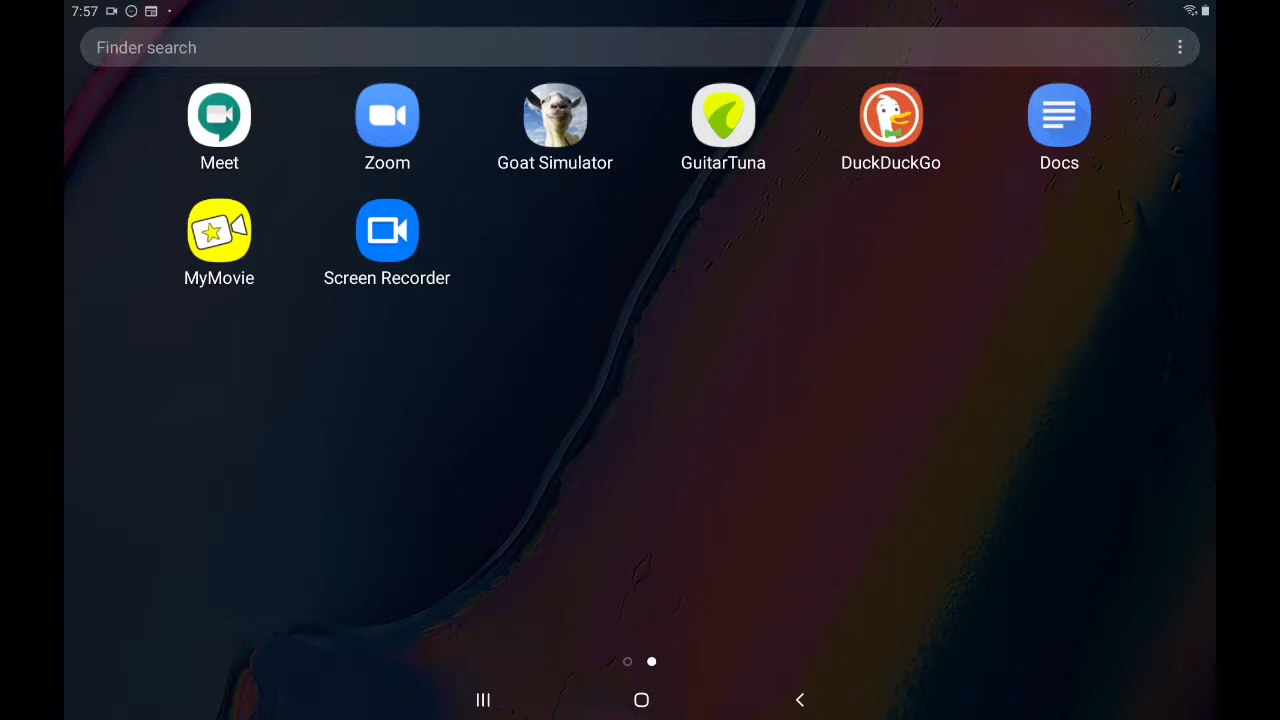 7:57
Finder search
Meet
Zoom
Goat Simulator
GuitarTuna
DuckDuckGo
Docs
MyMovie
Screen Recorder